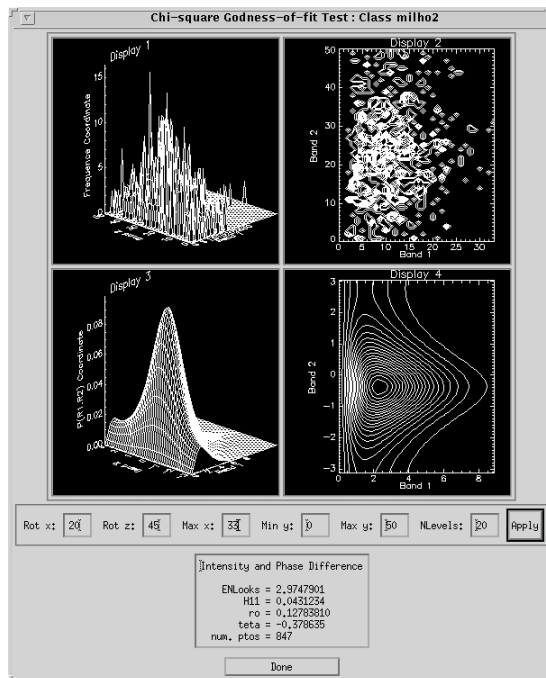 Chi-square Godness-of-fit Test : Class milho2
Display 1
15
10
5
0
Frequence Coordinate
Display 2
50
40
30
20
10
0
Band 2
0 5 10 15 20 25 30
Band 1
Display 3
0.08
0.06
0.04
0.02
0.00
P(R1,R2) Coordinate
Display 4
3
2
1
0
-1
-2
-3
Band 2
0 2 4 6 8
Band 1
Rot x: 20 Rot z: 45 Max x: 33 Min y: 0 Max y: 50 NLevels: 20 Apply
Intensity and Phase Difference
ENLooks = 2.9747901
H11 = 0.0431234
ro = 0.12783810
teta = -0.378635
num. ptos = 847
Done